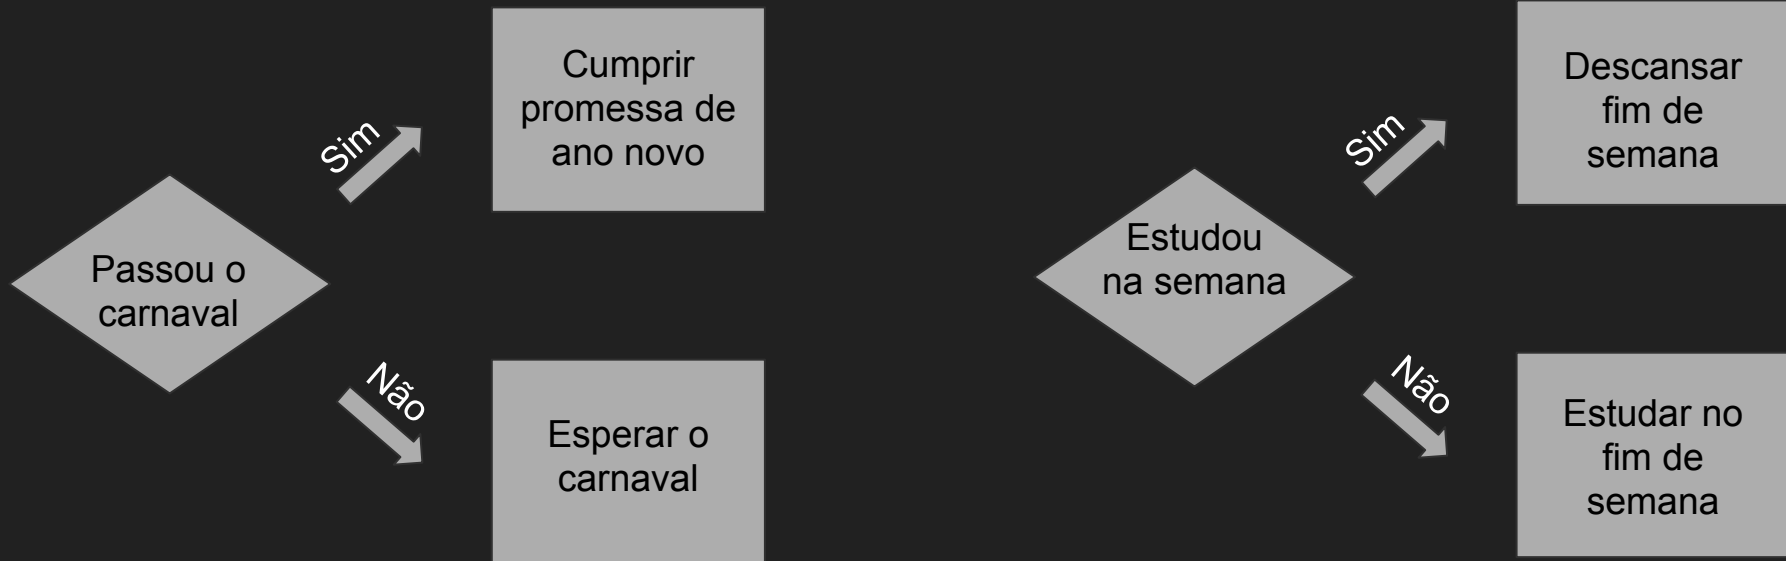 Passou o
carnaval
Sim
Cumprir
promessa de
ano novo
Não
Esperar o
carnaval
Estudou
na semana
Sim
Descansar
fim de
semana
Não
Estudar no
fim de
semana